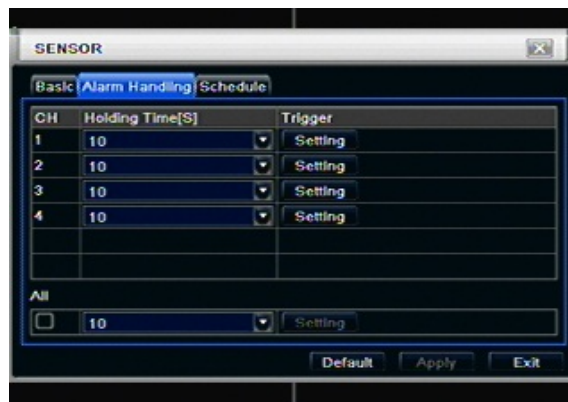 SENSOR
Basic Alarm Handling Schedule
CH Holding Time[S] Trigger
1 10 Setting
2 10 Setting
3 10 Setting
4 10 Setting
All
10 Setting
Default Apply Exit